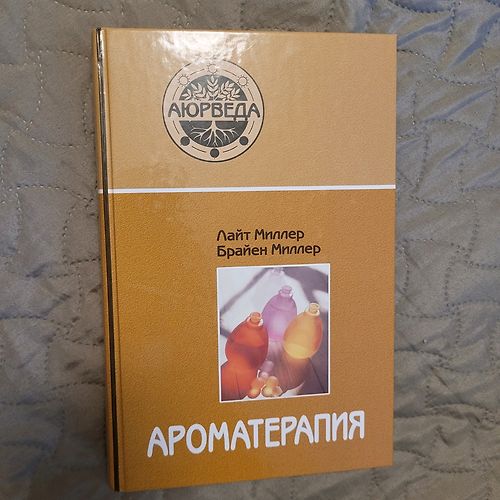 АЮРВЕДА
Лайт Миллер
Брайен Миллер
АРОМАТЕРАПИЯ